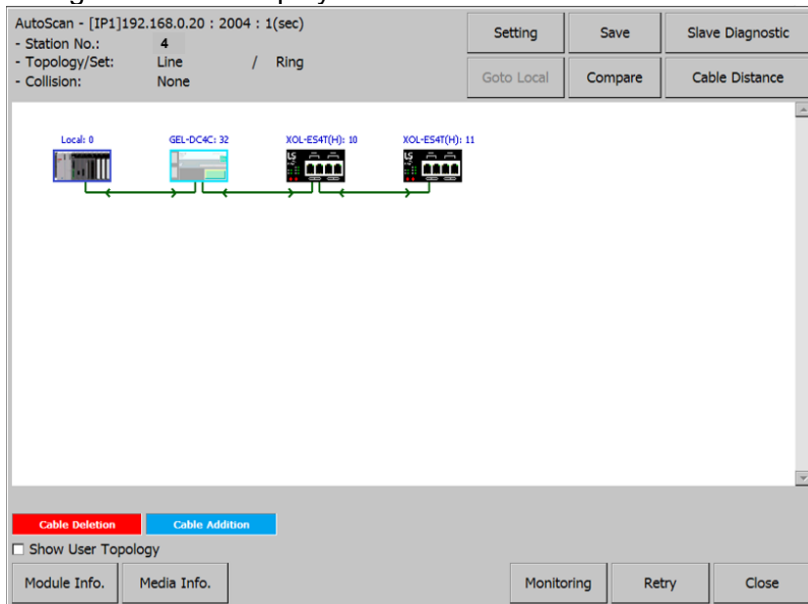 AutoScan - [IP1]192.168.0.20 : 2004 : 1(sec)
- Station No.: 4
- Topology/Set: Line / Ring
- Collision: None
Setting Save Slave Diagnostic
Goto Local Compare Cable Distance
Local: 0 GEL-DC4C: 32 XOL-ES4T(H): 10 XOL-ES4T(H): 11
LS LS
Cable Deletion Cable Addition
Show User Topology
Module Info. Media Info. Monitoring Retry Close